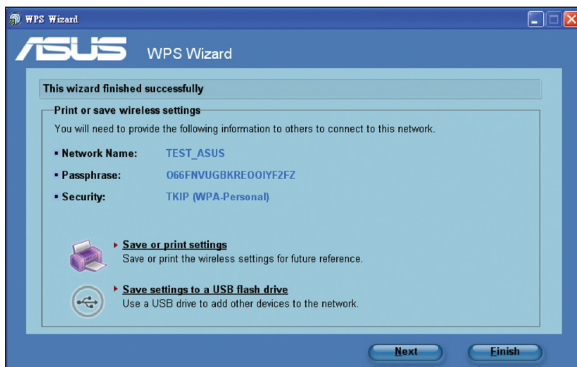 WPS Wizard
ASUS WPS Wizard
This wizard finished successfully
Print or save wireless settings
You will need to provide the following information to others to connect to this network.
Network Name: TEST_ASUS
Passphrase: O66FNVUGBKREOOIYF2FZ
Security: TKIP (WPA-Personal)
Save or print settings
Save or print the wireless settings for future reference.
Save settings to a USB flash drive
Use a USB drive to add other devices to the network.
Next Finish